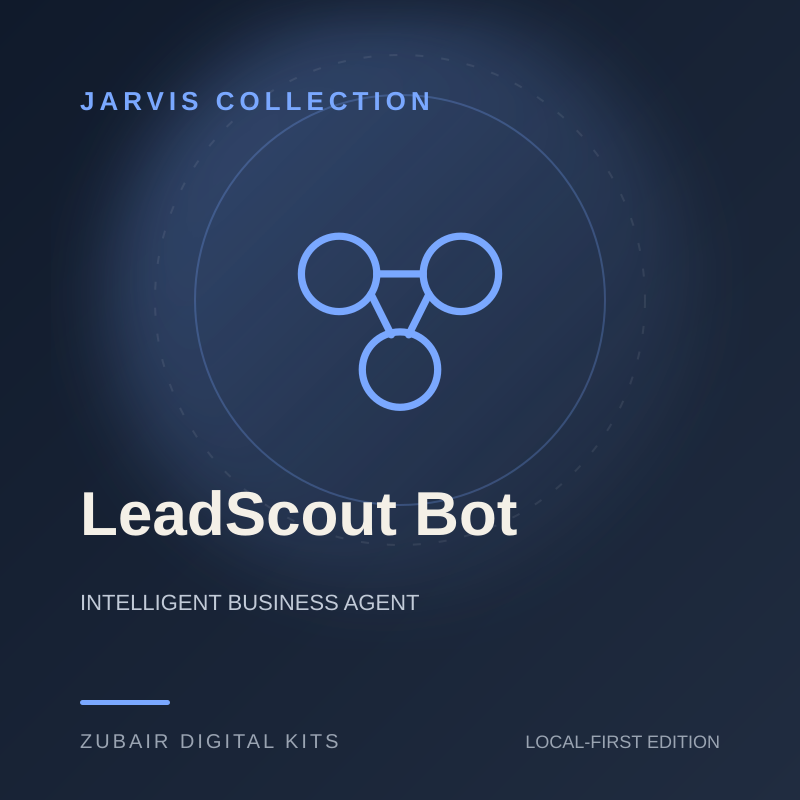 JARVIS COLLECTION
LeadScout Bot
INTELLIGENT BUSINESS AGENT
ZUBAIR DIGITAL KITS
LOCAL-FIRST EDITION